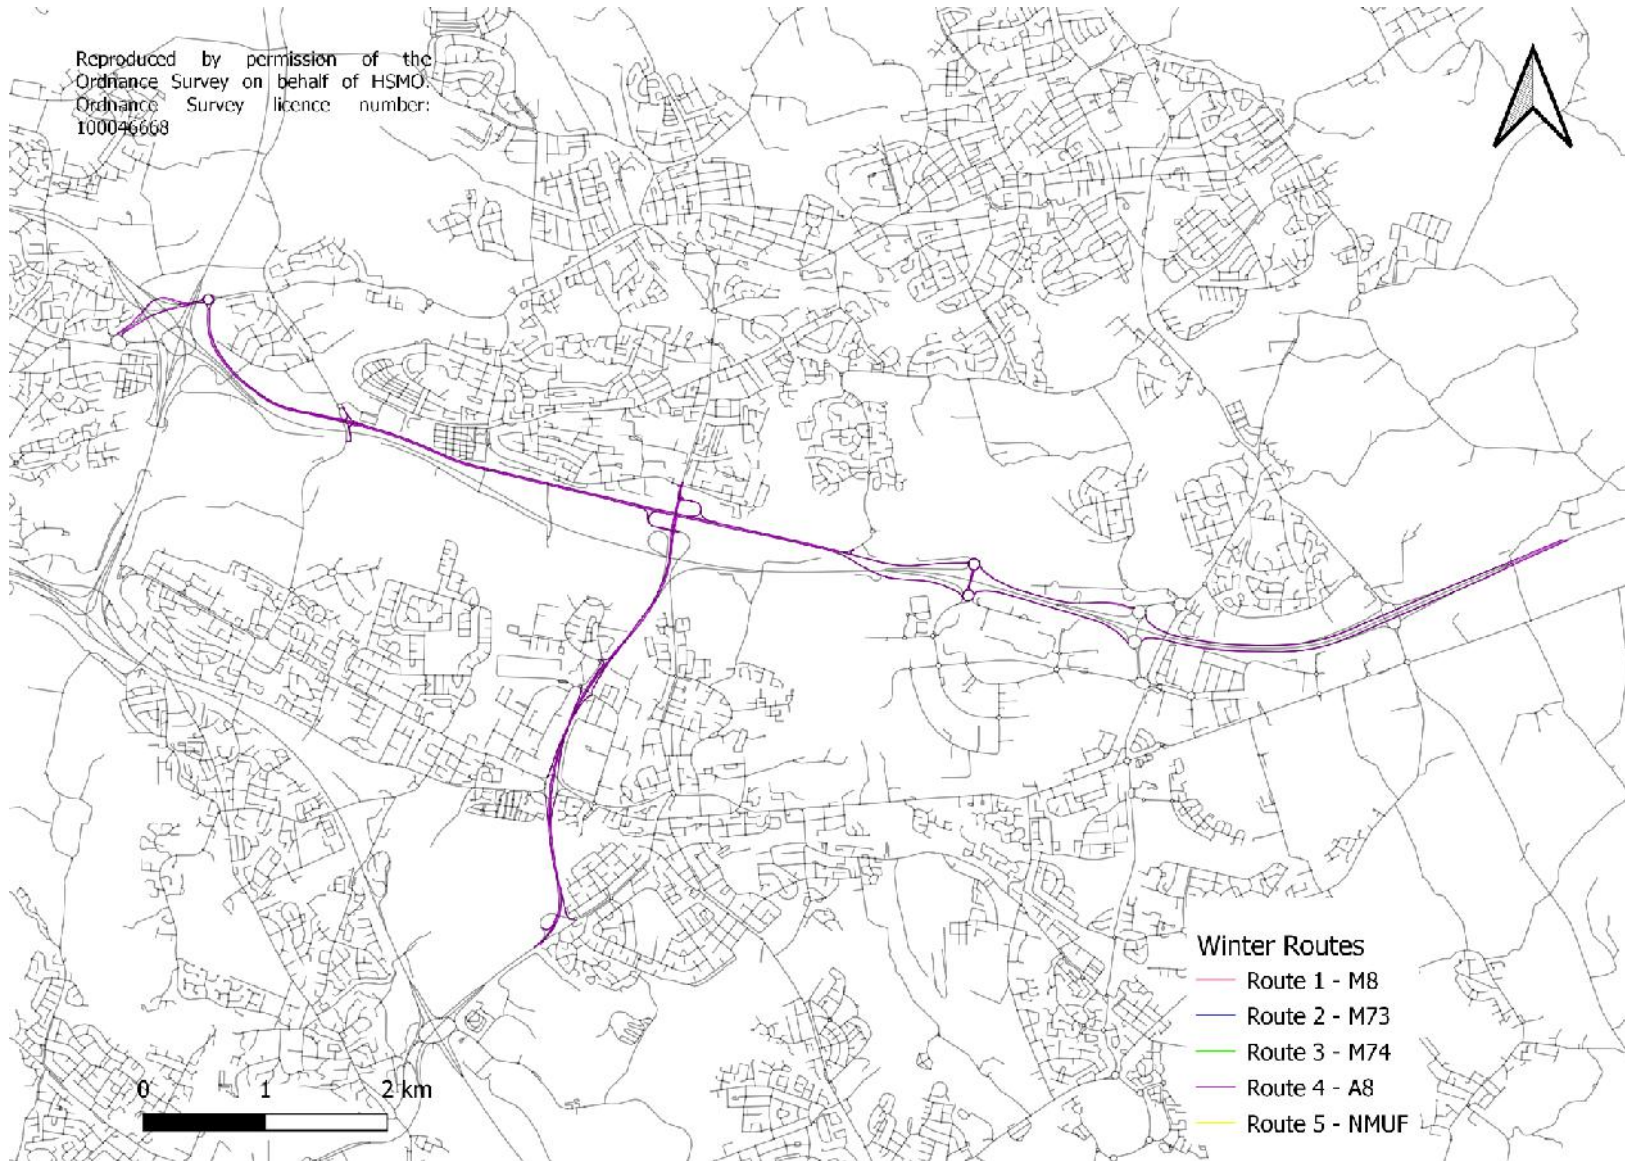 Reproduced by permission of the
Ordnance Survey on behalf of HSMO.
Ordnance Survey licence number:
100046668
Winter Routes
Route 1 - M8
Route 2 - M73
Route 3 - M74
Route 4 - A8
Route 5 - NMUF
0 1 2 km